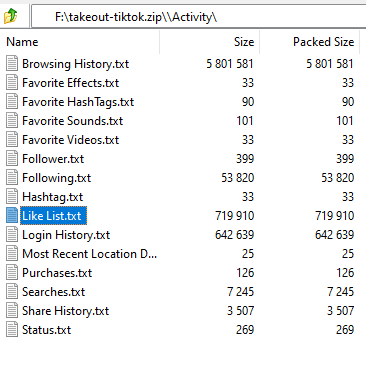 F:\takeout-tiktok.zip\\Activity\
Name Size Packed Size
Browsing History.txt 5 801 581 5 801 581
Favorite Effects.txt 33 33
Favorite HashTags.txt 90 90
Favorite Sounds.txt 101 101
Favorite Videos.txt 33 33
Follower.txt 399 399
Following.txt 53 820 53 820
Hashtag.txt 33 33
Like List.txt 719 910 719 910
Login History.txt 642 639 642 639
Most Recent Location D... 25 25
Purchases.txt 126 126
Searches.txt 7 245 7 245
Share History.txt 3 507 3 507
Status.txt 269 269